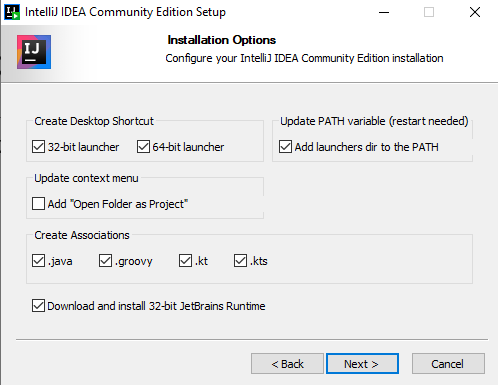 IntelliJ IDEA Community Edition Setup
IJ
Installation Options
Configure your IntelliJ IDEA Community Edition installation
Create Desktop Shortcut
32-bit launcher
64-bit launcher
Update PATH variable (restart needed)
Add launchers dir to the PATH
Update context menu
Add "Open Folder as Project"
Create Associations
.java
.groovy
.kt
.kts
Download and install 32-bit JetBrains Runtime
< Back
Next >
Cancel